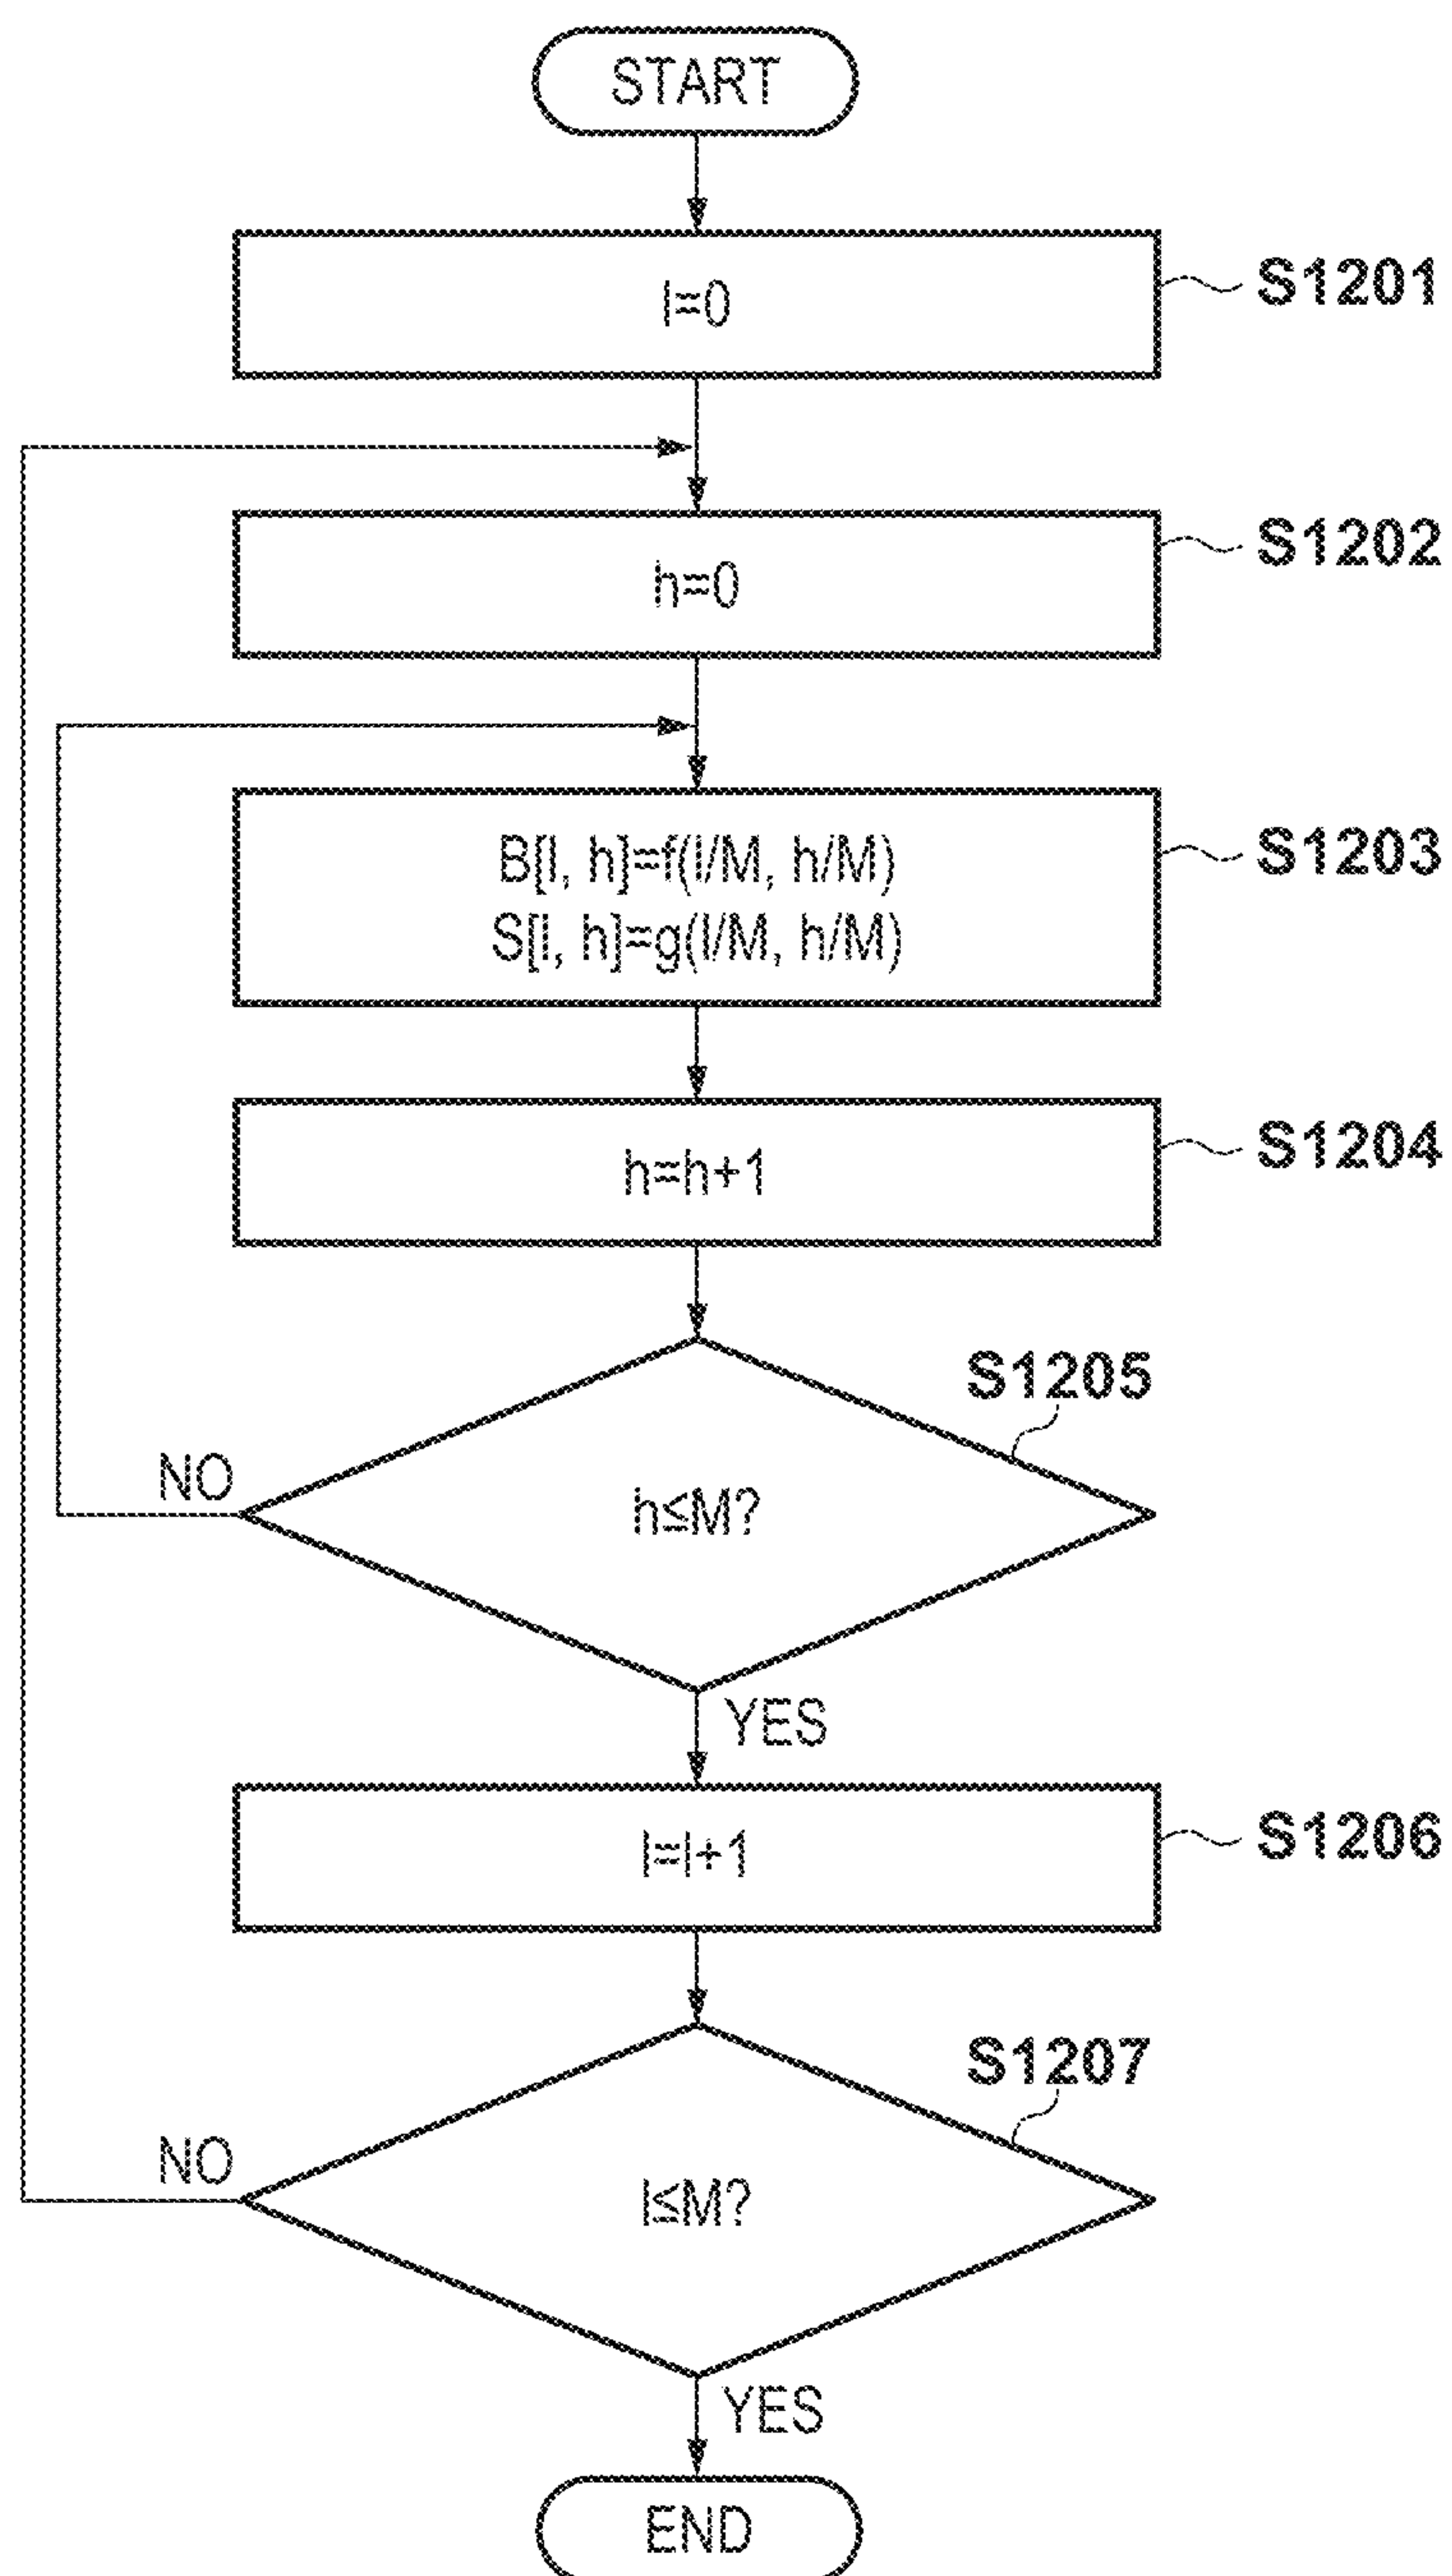 START
l=0
S1201
h=0
S1202
B[l, h]=f(l/M, h/M)
S[l, h]=g(l/M, h/M)
S1203
h=h+1
S1204
S1205
h≦M?
NO
YES
l=l+1
S1206
S1207
l≦M?
NO
YES
END